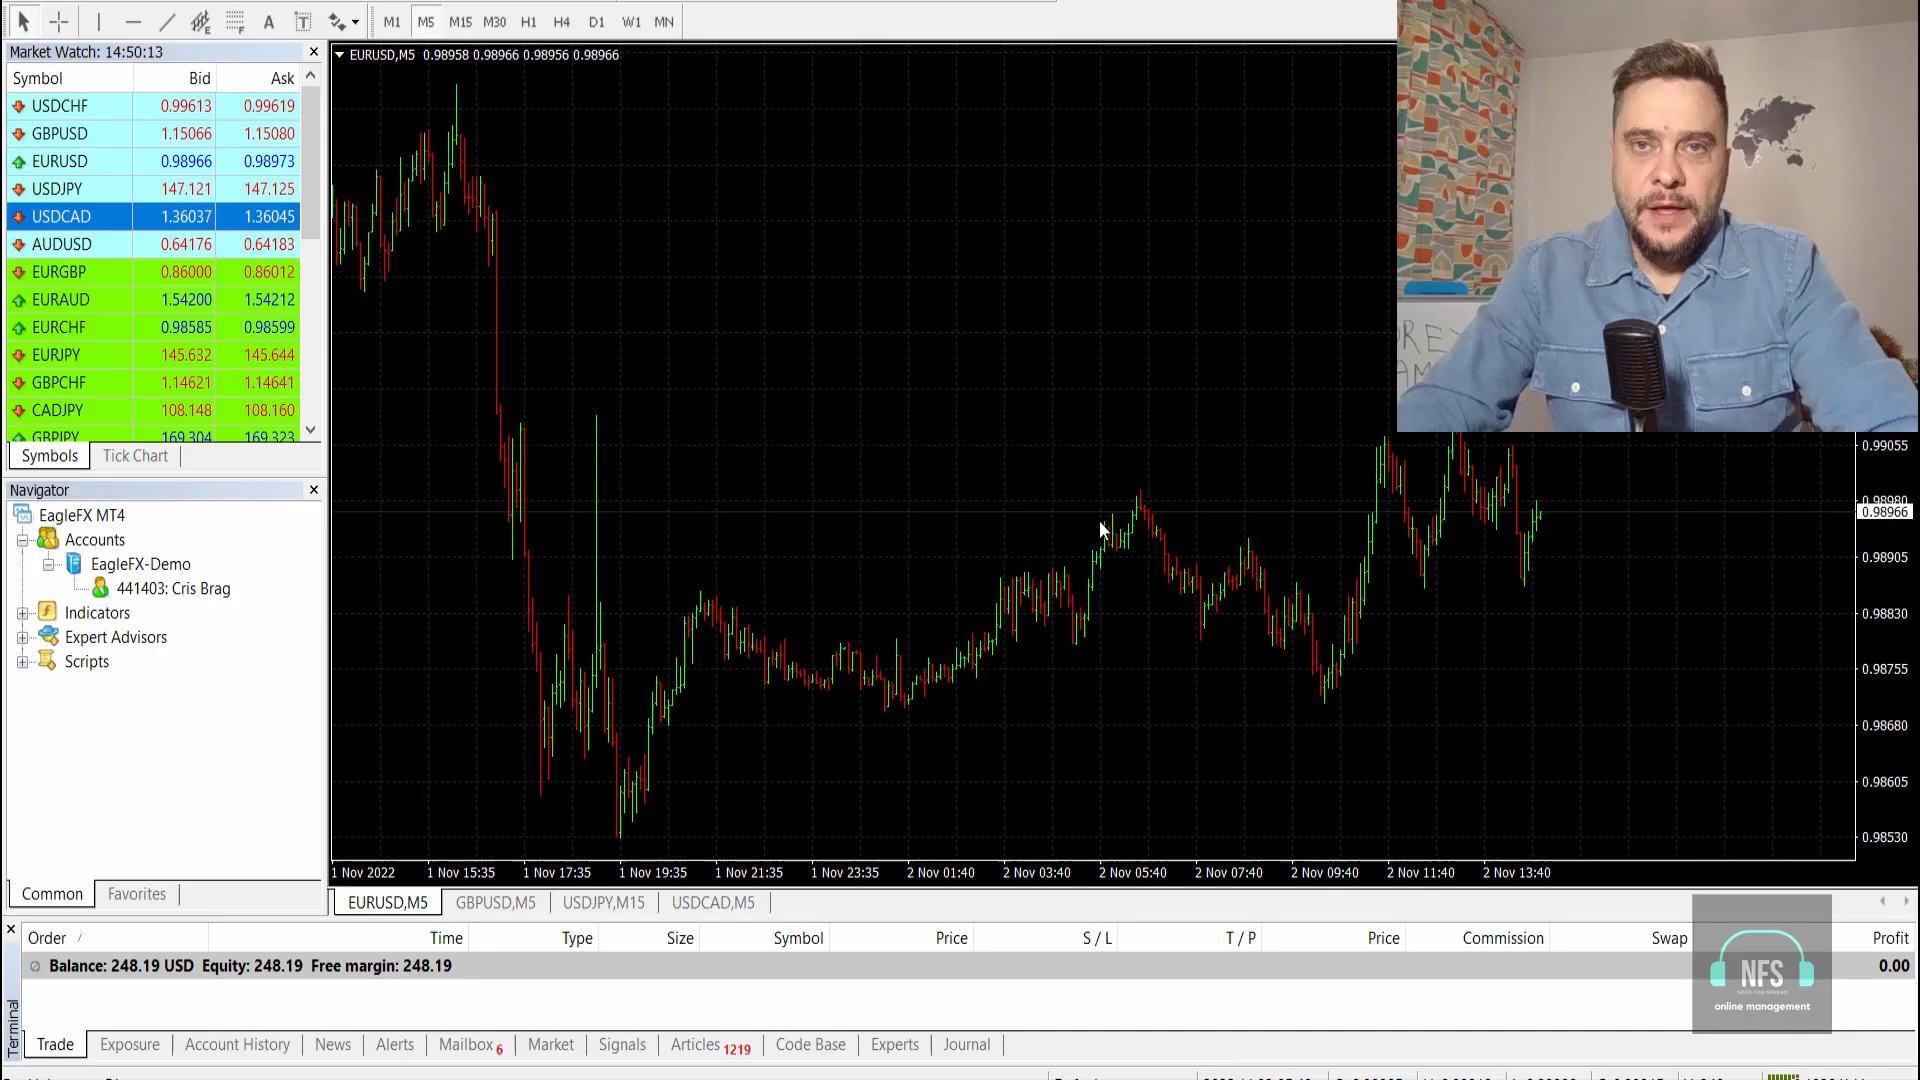 M1 M5 M15 M30 H1 H4 D1 W1 MN
Market Watch: 14:50:13
Symbol Bid Ask
USDCHF 0.99613 0.99619
GBPUSD 1.15066 1.15080
EURUSD 0.98966 0.98973
USDJPY 147.121 147.125
USDCAD 1.36037 1.36045
AUDUSD 0.64176 0.64183
EURGBP 0.86000 0.86012
EURAUD 1.54200 1.54212
EURCHF 0.98585 0.98599
EURJPY 145.632 145.644
GBPCHF 1.14621 1.14641
CADJPY 108.148 108.160
GBPJPY 169.304 169.323
Symbols Tick Chart
Navigator
EagleFX MT4
Accounts
EagleFX-Demo
441403: Cris Brag
Indicators
Expert Advisors
Scripts
Common Favorites
EURUSD,M5 0.98958 0.98966 0.98956 0.98966
0.99055
0.98980
0.98966
0.98905
0.98830
0.98755
0.98680
0.98605
0.98530
1 Nov 2022 1 Nov 15:35 1 Nov 17:35 1 Nov 19:35 1 Nov 21:35 1 Nov 23:35 2 Nov 01:40 2 Nov 03:40 2 Nov 05:40 2 Nov 07:40 2 Nov 09:40 2 Nov 11:40 2 Nov 13:40
EURUSD,M5 GBPUSD,M5 USDJPY,M15 USDCAD,M5
Order / Time Type Size Symbol Price S / L T / P Price Commission Swap Profit
Balance: 248.19 USD Equity: 248.19 Free margin: 248.19 0.00
NFS
NEED FOR SPREAD
online management
Terminal
Trade Exposure Account History News Alerts Mailbox 6 Market Signals Articles 1219 Code Base Experts Journal